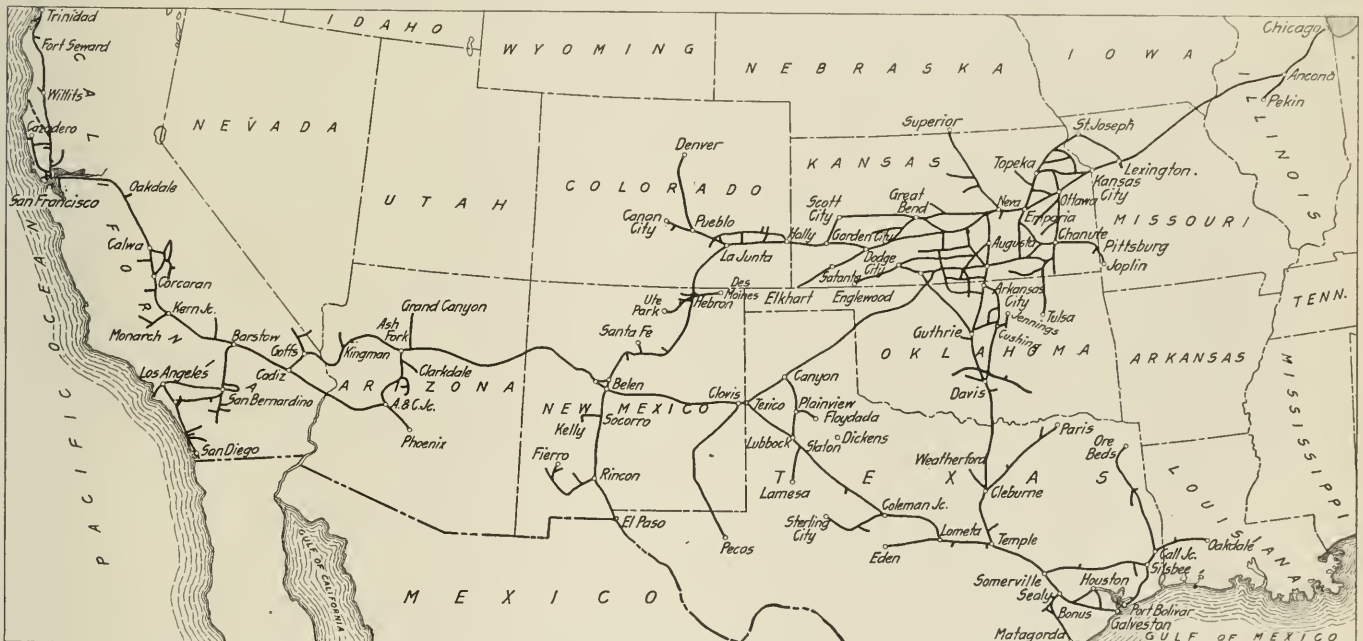 Trinidad
Fort Seward
Willits
Cazadero
San Francisco
Oakdale
Calwa
Corcaran
Kern Jc.
Monarch
Barstow
Los Angeles
San Bernardino
San Diego
CALIFORNIA
PACIFIC OCEAN
IDAHO
NEVADA
UTAH
WYOMING
COLORADO
NEBRASKA
IOWA
ILLINOIS
KANSAS
MISSOURI
Goffs
Cadiz
Kingman
Ash
Fork
Grand Canyon
Clarkdale
A.&C. Jc.
Phoenix
ARIZONA
GULF OF CALIFORNIA
MEXICO
Denver
Canon
City
Pueblo
La Junta
Holly
Ute
Park
Hebron
Des
Moines
Santa Fe
Belen
NEW MEXICO
Socorro
Kelly
Fierro
Rincon
El Paso
Clovis
Texico
Pecos
Superior
Scott
City
Great
Bend
Garden City
Satanta
Dodge
City
Elkhart
Englewood
Topeka
St. Joseph
Lexington.
Kansas
City
Ottawa
Neva
Emporia
Augusta
Chanute
Pittsburg
Joplin
Arkansas
City
Jennings
Cushing
Tulsa
Guthrie
OKLAHOMA
Davis
Chicago
Ancona
Pekin
TENN.
ARKANSAS
MISSISSIPPI
LOUISIANA
Canyon
Plainview
Floydada
Lubbock
Slaton
Dickens
Lamesa
TEXAS
Sterling
City
Coleman Jc.
Eden
Lometa
Temple
Weatherford
Cleburne
Paris
Ore
Beds
Somerville
Sealy
Bonus
Matagorda
Houston
Call Jc.
Silsbee
Oakdale
Port Bolivar
Galveston
GULF OF MEXICO